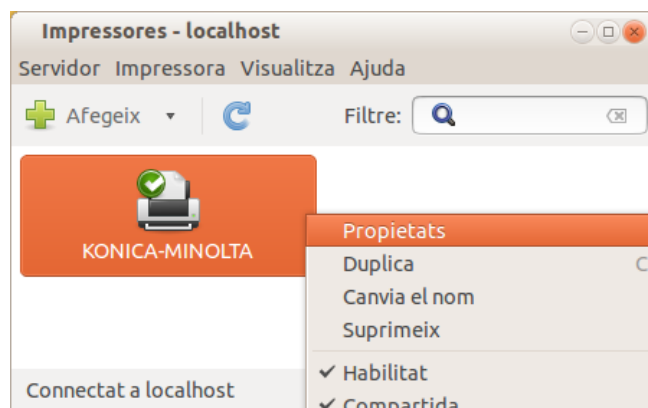 Impressores - localhost
Servidor Impressora Visualitza Ajuda
Afegeix Filtre:
KONICA-MINOLTA
Propietats
Duplica C
Canvia el nom
Suprimeix
Habilitat
Connectat a localhost
Compartida